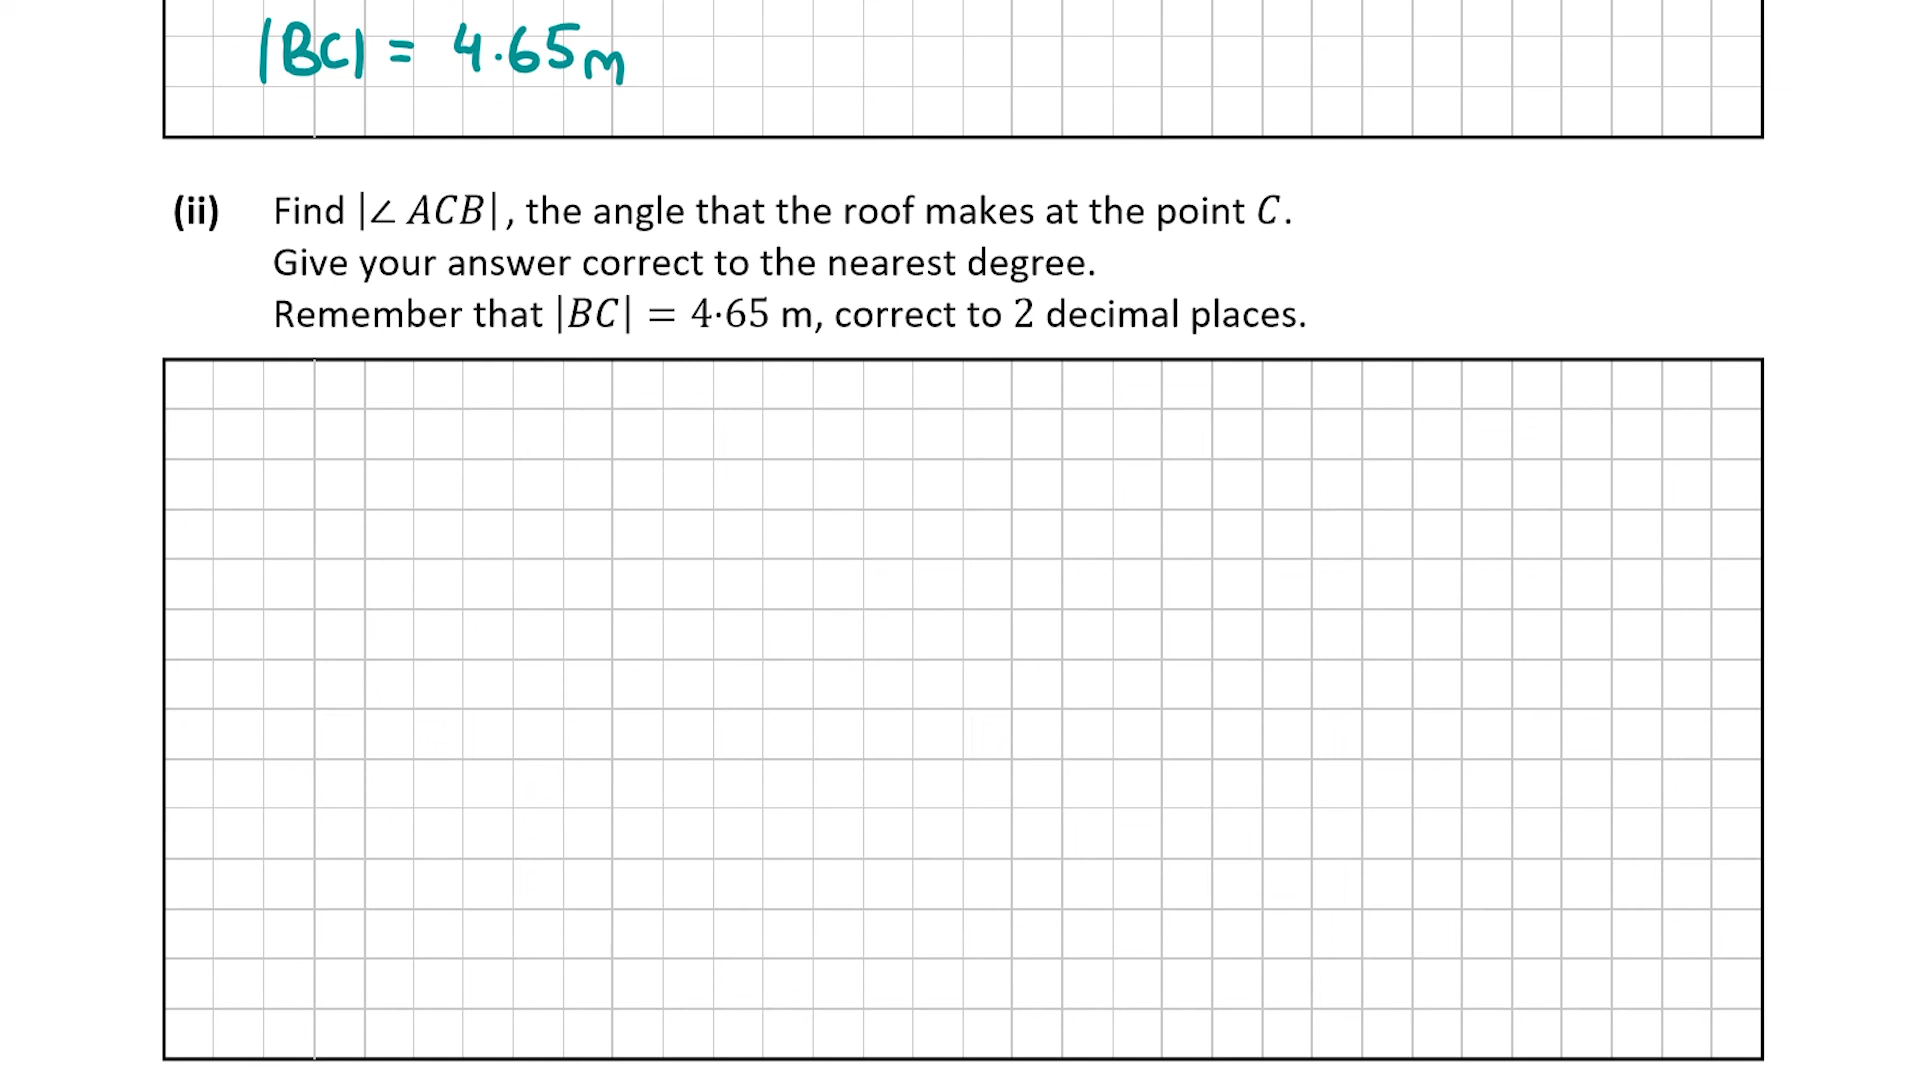 |BC| = 4.65m
(ii) Find |∠ ACB|, the angle that the roof makes at the point C.
Give your answer correct to the nearest degree.
Remember that |BC| = 4·65 m, correct to 2 decimal places.